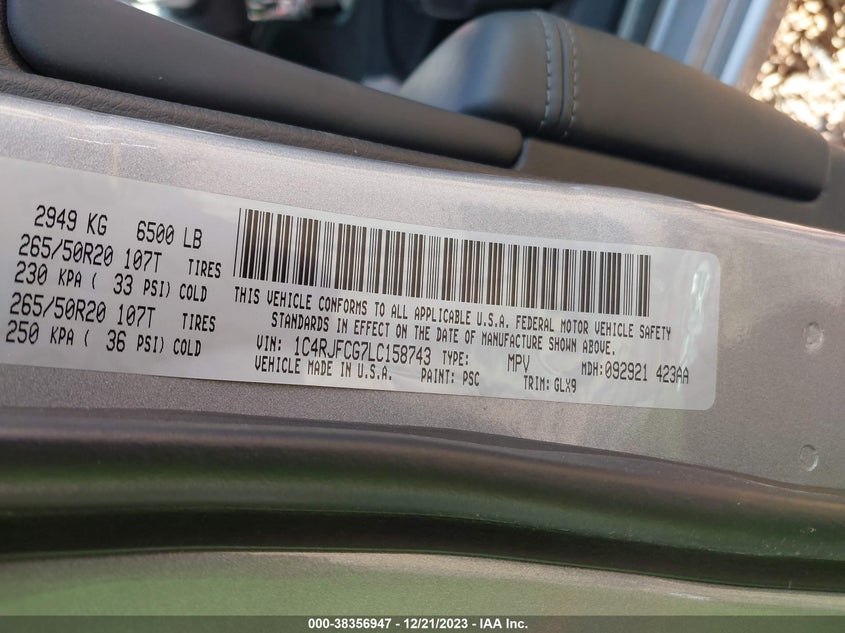 2949 KG 6500 LB
265/50R20 107T TIRES
230 KPA ( 33 PSI) COLD
265/50R20 107T TIRES
250 KPA ( 36 PSI) COLD
THIS VEHICLE CONFORMS TO ALL APPLICABLE U.S.A. FEDERAL MOTOR VEHICLE SAFETY
STANDARDS IN EFFECT ON THE DATE OF MANUFACTURE SHOWN ABOVE.
VIN: 1C4RJFCG7LC158743 TYPE: MPV MDH:092921 423AA
VEHICLE MADE IN U.S.A. PAINT: PSC TRIM: GLX9
000-38356947 - 12/21/2023 - IAA Inc.